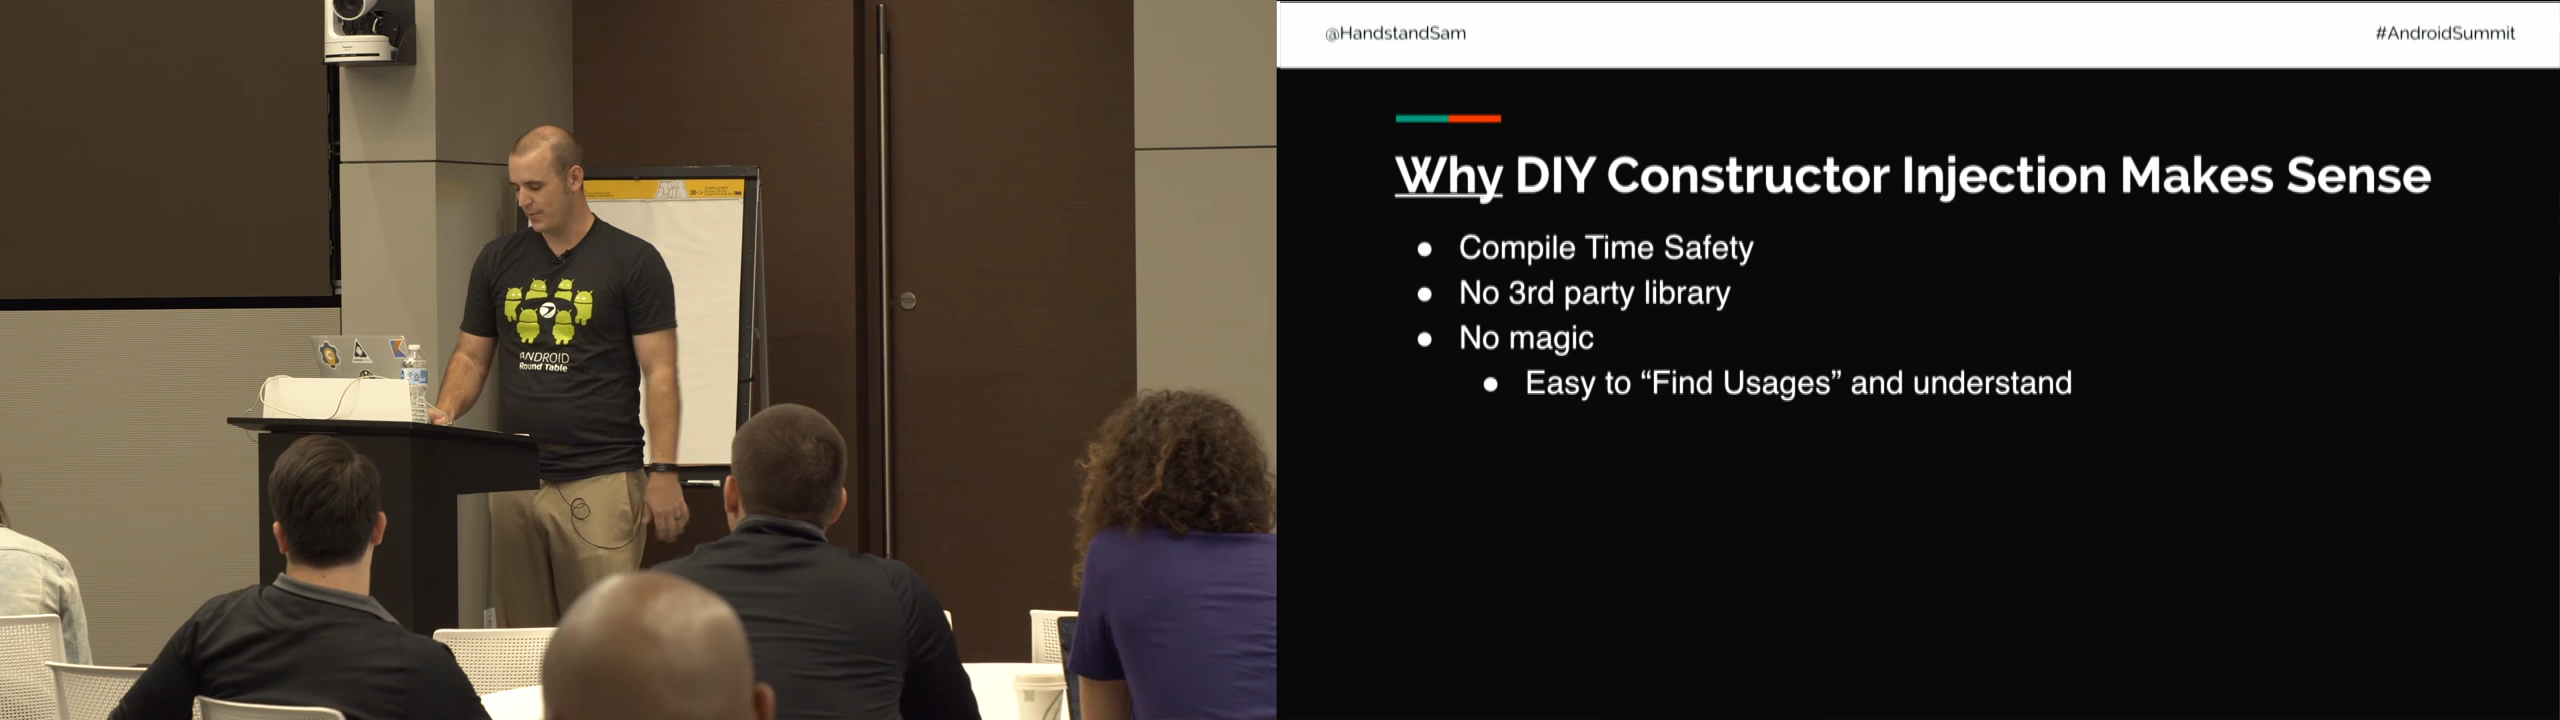 ANDROID
Round Table
@HandstandSam
#AndroidSummit
Why DIY Constructor Injection Makes Sense
● Compile Time Safety
● No 3rd party library
● No magic
● Easy to “Find Usages” and understand